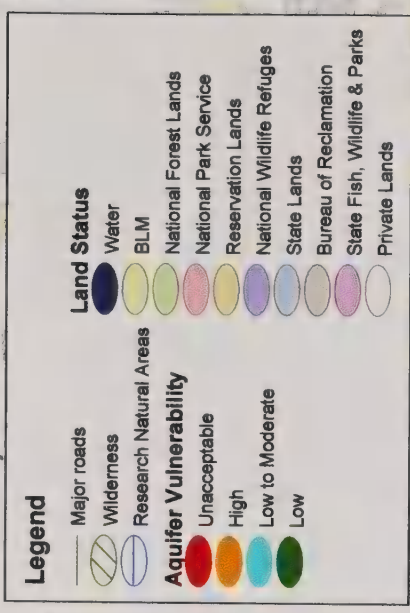 Legend
Major roads
Wilderness
Research Natural Areas
Aquifer Vulnerability
Unacceptable
High
Low to Moderate
Low
Land Status
Water
BLM
National Forest Lands
National Park Service
Reservation Lands
National Wildlife Refuges
State Lands
Bureau of Reclamation
State Fish, Wildlife & Parks
Private Lands